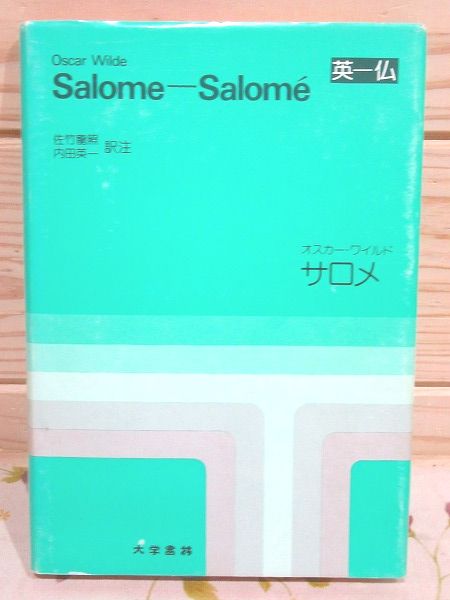 Oscar Wilde
Salome—Salomé
英—仏
佐竹龍照
内田英一
訳注
オスカー・ワイルド
サロメ
大学書林